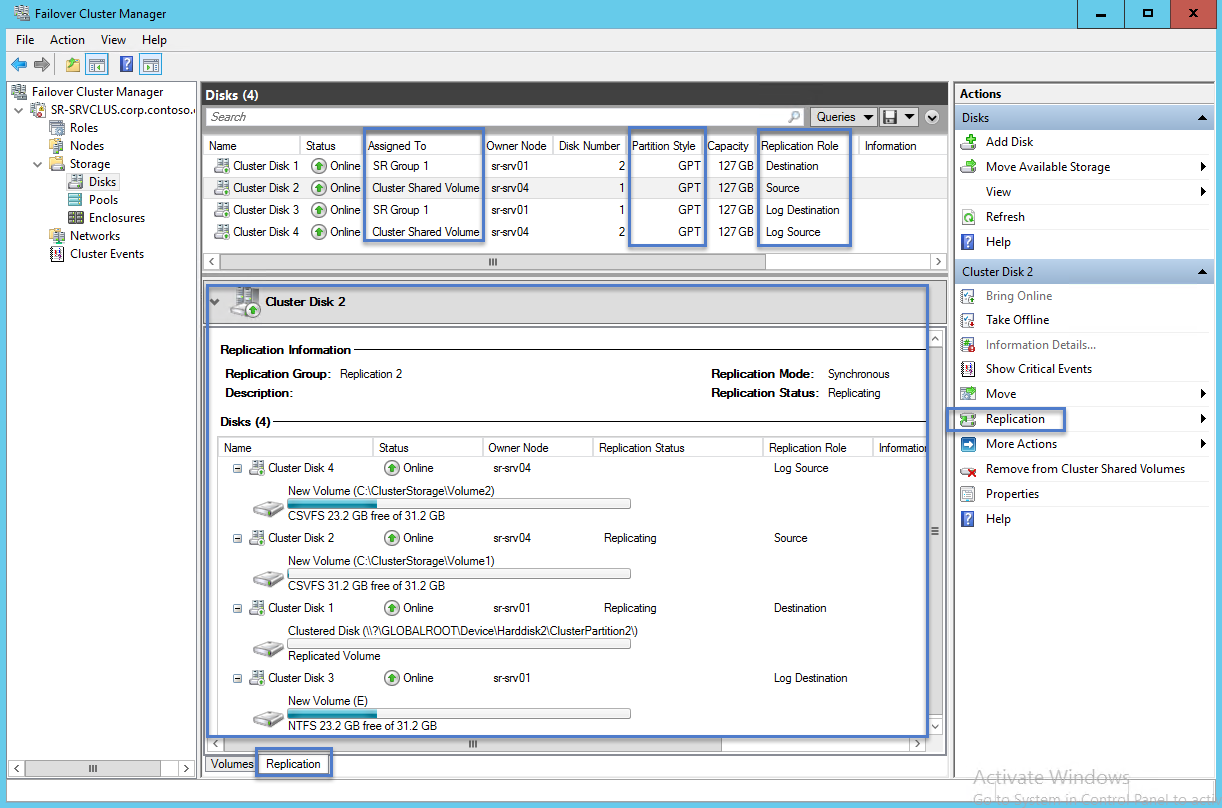 Failover Cluster Manager
File Action View Help
Failover Cluster Manager
SR-SRVCLUS.corp.contoso.
Roles
Nodes
Storage
Disks
Pools
Enclosures
Networks
Cluster Events
Disks (4)
Search Queries
Name Status Assigned To Owner Node Disk Number Partition Style Capacity Replication Role Information
Cluster Disk 1 Online SR Group 1 sr-srv01 2 GPT 127 GB Destination
Cluster Disk 2 Online Cluster Shared Volume sr-srv04 1 GPT 127 GB Source
Cluster Disk 3 Online SR Group 1 sr-srv01 1 GPT 127 GB Log Destination
Cluster Disk 4 Online Cluster Shared Volume sr-srv04 2 GPT 127 GB Log Source
Cluster Disk 2
Replication Information
Replication Group: Replication 2 Replication Mode: Synchronous
Description: Replication Status: Replicating
Disks (4)
Name Status Owner Node Replication Status Replication Role Information
Cluster Disk 4 Online sr-srv04 Log Source
New Volume (C:\ClusterStorage\Volume2)
CSVFS 23.2 GB free of 31.2 GB
Cluster Disk 2 Online sr-srv04 Replicating Source
New Volume (C:\ClusterStorage\Volume1)
CSVFS 31.2 GB free of 31.2 GB
Cluster Disk 1 Online sr-srv01 Replicating Destination
Clustered Disk (\\?\GLOBALROOT\Device\Harddisk2\ClusterPartition2\)
Replicated Volume
Cluster Disk 3 Online sr-srv01 Log Destination
New Volume (E)
NTFS 23.2 GB free of 31.2 GB
Volumes Replication
Actions
Disks
Add Disk
Move Available Storage
View
Refresh
Help
Cluster Disk 2
Bring Online
Take Offline
Information Details...
Show Critical Events
Move
Replication
More Actions
Remove from Cluster Shared Volumes
Properties
Help
Activate Windows
Go to System in Control Panel to acti